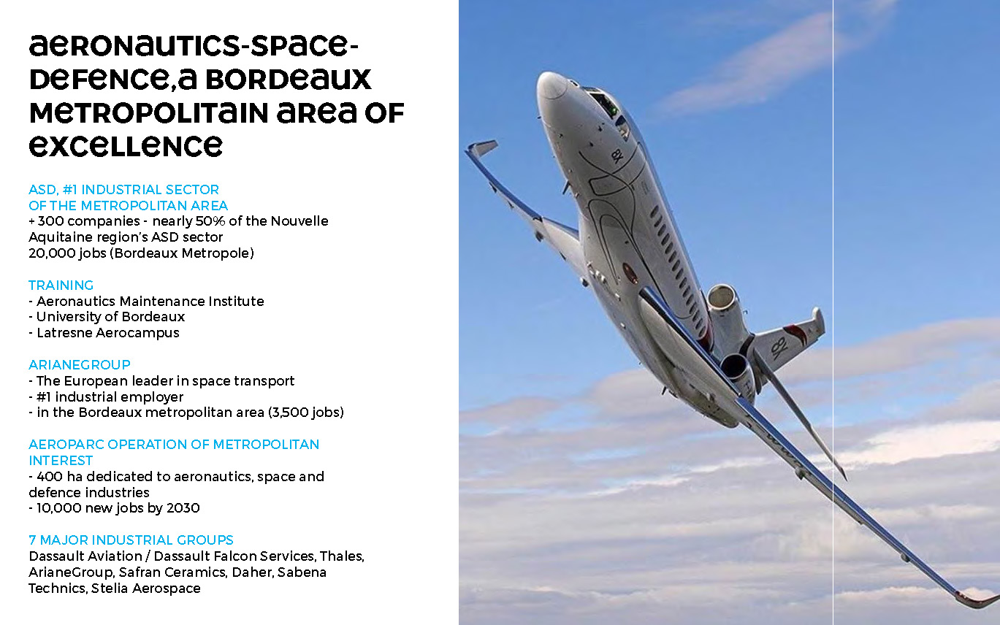 aeRONauTICS-SPace-
DeFeNCe,a BORDeaux
MeTROPOLITaIN aRea OF
exceLLeNce
ASD, #1 INDUSTRIAL SECTOR
OF THE METROPOLITAN AREA
+ 300 companies - nearly 50% of the Nouvelle
Aquitaine region's ASD sector
20,000 jobs (Bordeaux Metropole)
TRAINING
- Aeronautics Maintenance Institute
- University of Bordeaux
- Latresne Aerocampus
ARIANEGROUP
- The European leader in space transport
- #1 industrial employer
- in the Bordeaux metropolitan area (3,500 jobs)
AEROPARC OPERATION OF METROPOLITAN
INTEREST
- 400 ha dedicated to aeronautics, space and
defence industries
- 10,000 new jobs by 2030
7 MAJOR INDUSTRIAL GROUPS
Dassault Aviation / Dassault Falcon Services, Thales,
ArianeGroup, Safran Ceramics, Daher, Sabena
Technics, Stelia Aerospace
8X
8X